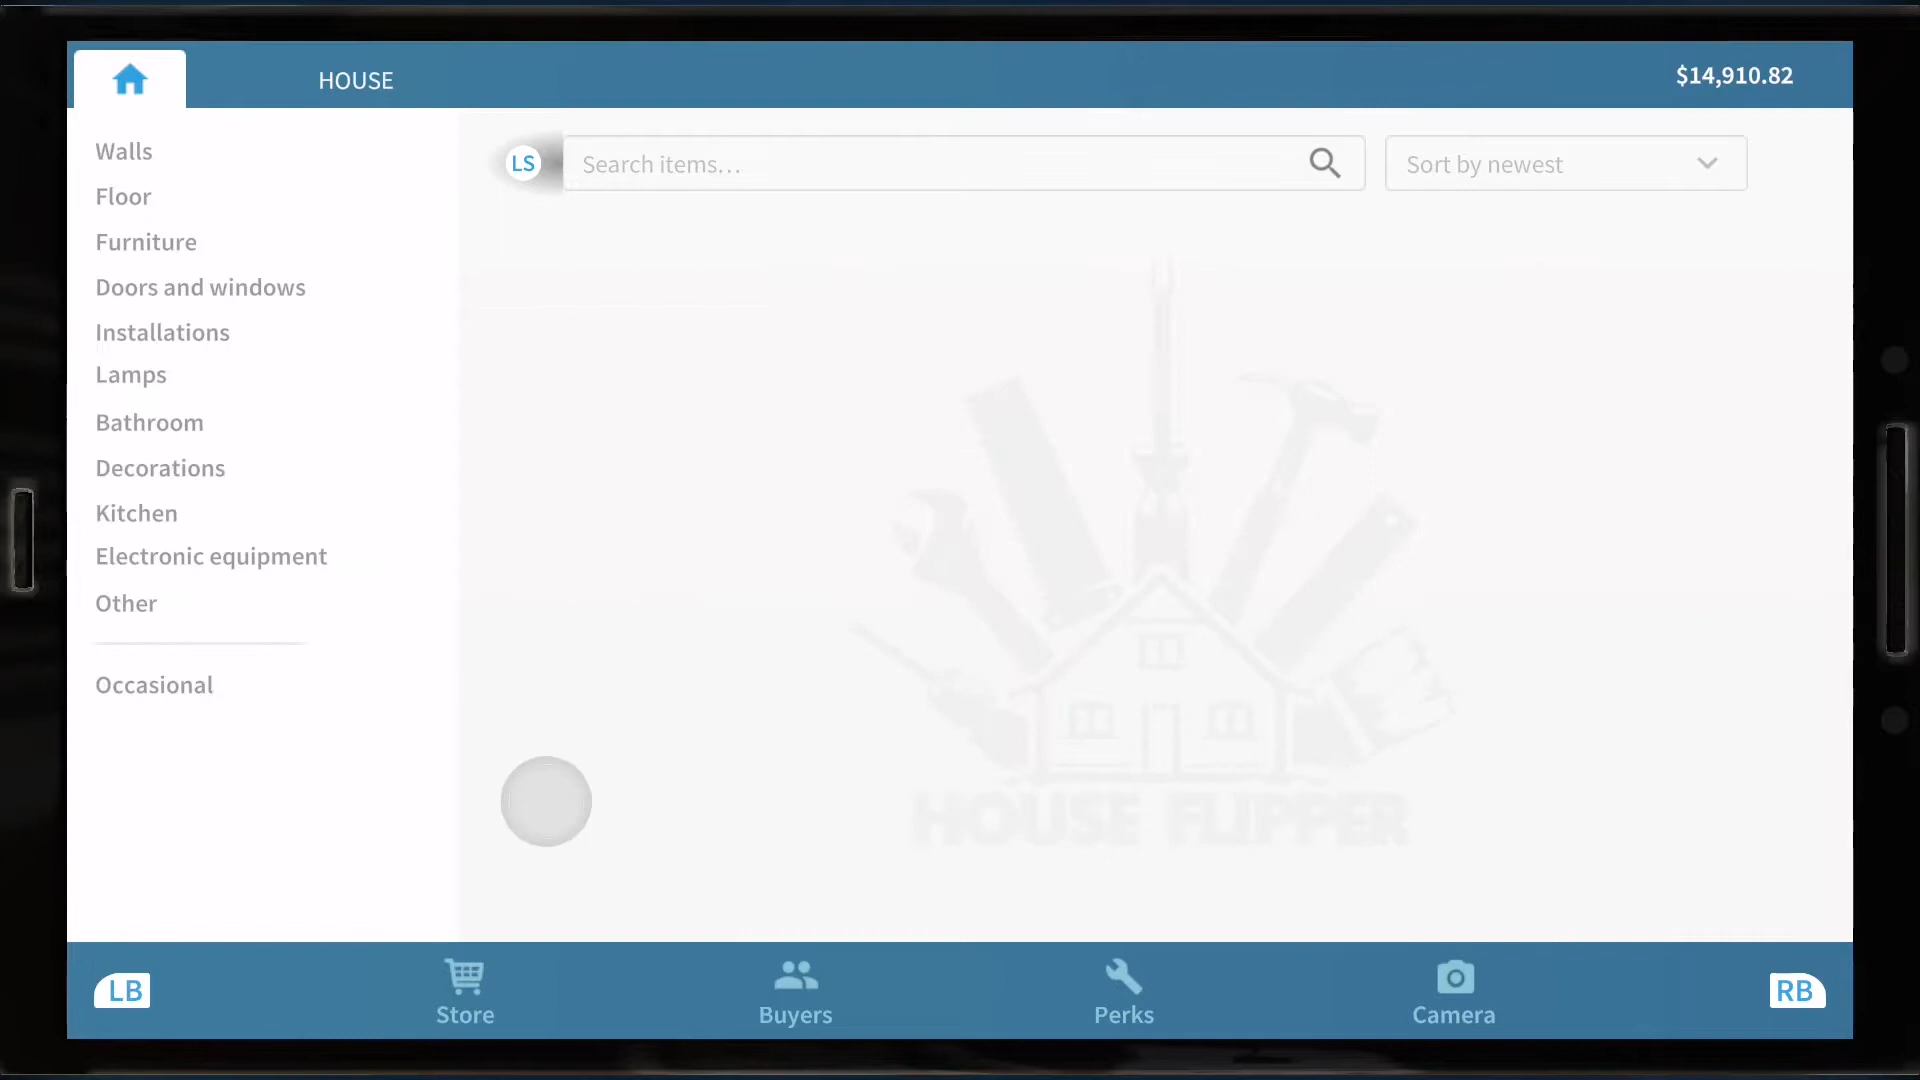 HOUSE
$14,910.82
Walls
Floor
Furniture
Doors and windows
Installations
Lamps
Bathroom
Decorations
Kitchen
Electronic equipment
Other
Occasional
LS
Search items...
Sort by newest
HOUSE FLIPPER
LB
Store
Buyers
Perks
Camera
RB